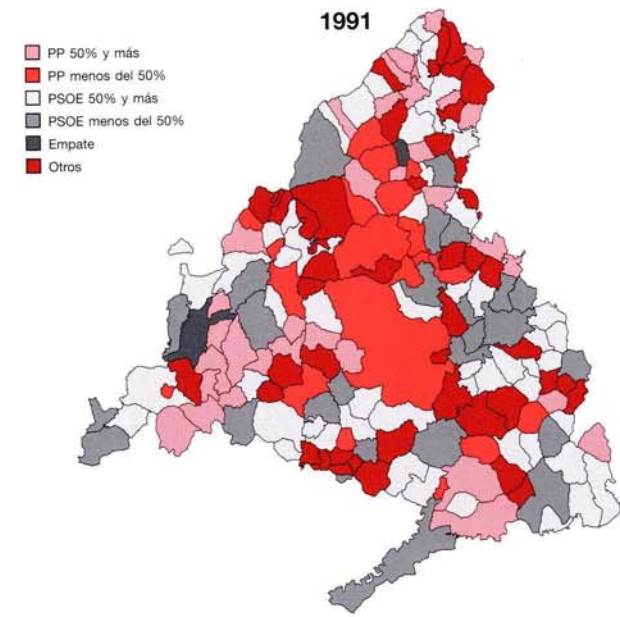 1991
PP 50% y más
PP menos del 50%
PSOE 50% y más
PSOE menos del 50%
Empate
Otros